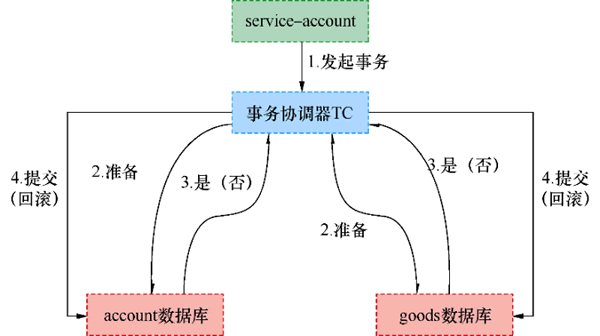 service-account
1.发起事务
事务协调器TC
4.提交
(回滚)
2.准备
3.是（否）
2.准备
3.是（否）
4.提交
(回滚)
account数据库
goods数据库